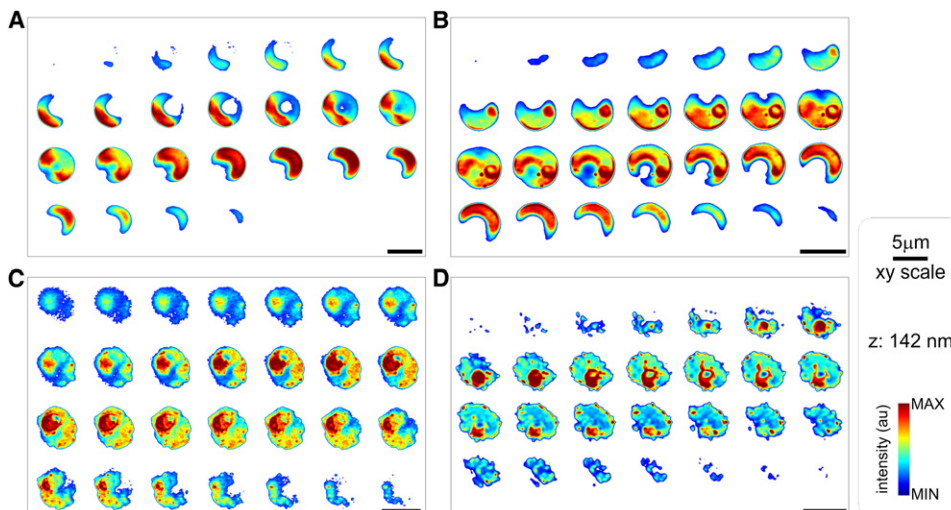 A
B
C
D
5μm
xy scale
z: 142 nm
intensity (au)
MAX
MIN